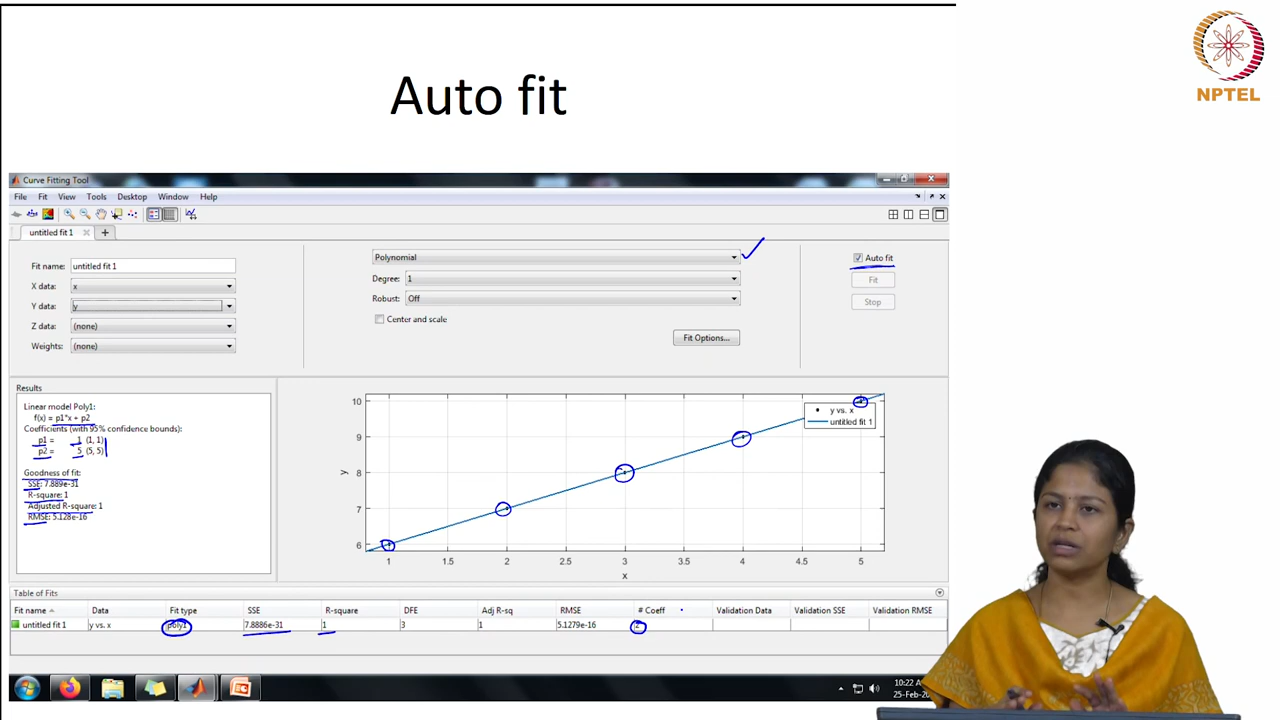 Auto fit
NPTEL
Curve Fitting Tool
File Fit View Tools Desktop Window Help
untitled fit 1
Fit name: untitled fit 1
X data: x
Y data: y
Z data: (none)
Weights: (none)
Polynomial
Degree: 1
Robust: Off
Center and scale
Fit Options...
Auto fit
Fit
Stop
Results
Linear model Poly1:
f(x) = p1*x + p2
Coefficients (with 95% confidence bounds):
p1 = 1 (1, 1)
p2 = 5 (5, 5)
Goodness of fit:
SSE: 7.889e-31
R-square: 1
Adjusted R-square: 1
RMSE: 5.128e-16
y
10
9
8
7
6
1 1.5 2 2.5 3 3.5 4 4.5 5
x
y vs. x
untitled fit 1
Table of Fits
Fit name Data Fit type SSE R-square DFE Adj R-sq RMSE # Coeff Validation Data Validation SSE Validation RMSE
untitled fit 1 y vs. x poly1 7.8886e-31 1 3 1 5.1279e-16 2
10:22
25-Feb-20